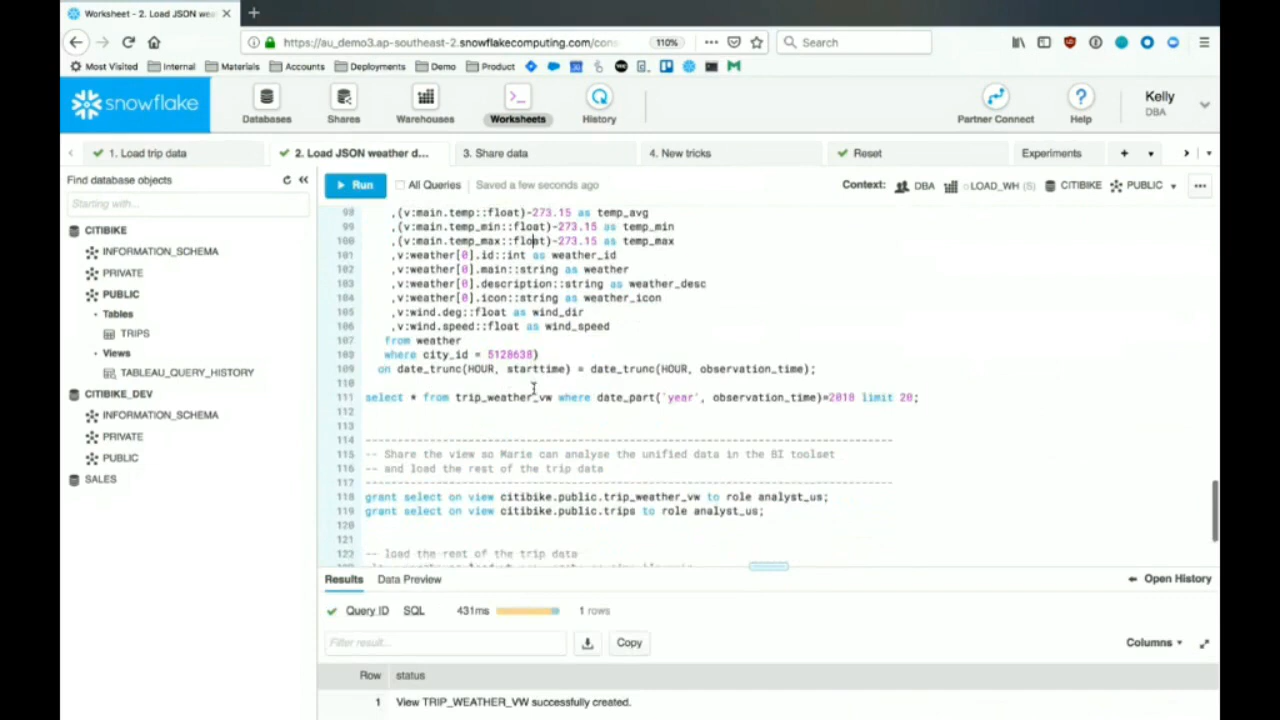 Worksheet - 2. Load JSON wea
https://au_demo3.ap-southeast-2.snowflakecomputing.com/cons
110%
Search
Most Visited Internal Materials Accounts Deployments Demo Product
snowflake
Databases Shares Warehouses Worksheets History
Partner Connect Help
Kelly
DBA
1. Load trip data
2. Load JSON weather d...
3. Share data
4. New tricks
Reset
Experiments
Find database objects
Starting with...
Run All Queries Saved a few seconds ago
Context: DBA LOAD_WH (S) CITIBIKE PUBLIC
CITIBIKE
INFORMATION_SCHEMA
PRIVATE
PUBLIC
Tables
TRIPS
Views
TABLEAU_QUERY_HISTORY
CITIBIKE_DEV
INFORMATION_SCHEMA
PRIVATE
PUBLIC
SALES
98 ,(v:main.temp::float)-273.15 as temp_avg
99 ,(v:main.temp_min::float)-273.15 as temp_min
100 ,(v:main.temp_max::float)-273.15 as temp_max
101 ,v:weather[0].id::int as weather_id
102 ,v:weather[0].main::string as weather
103 ,v:weather[0].description::string as weather_desc
104 ,v:weather[0].icon::string as weather_icon
105 ,v:wind.deg::float as wind_dir
106 ,v:wind.speed::float as wind_speed
107 from weather
108 where city_id = 5128638)
109 on date_trunc(HOUR, starttime) = date_trunc(HOUR, observation_time);
110
111 select * from trip_weather_vw where date_part('year', observation_time)=2018 limit 20;
112
113
114 --------------------------------------------------------------------------------
115 -- Share the view so Marie can analyse the unified data in the BI toolset
116 -- and load the rest of the trip data
117 --------------------------------------------------------------------------------
118 grant select on view citibike.public.trip_weather_vw to role analyst_us;
119 grant select on view citibike.public.trips to role analyst_us;
120
121
122 -- load the rest of the trip data
Results Data Preview
Open History
Query ID SQL 431ms 1 rows
Filter result...
Copy
Columns
Row status
1 View TRIP_WEATHER_VW successfully created.